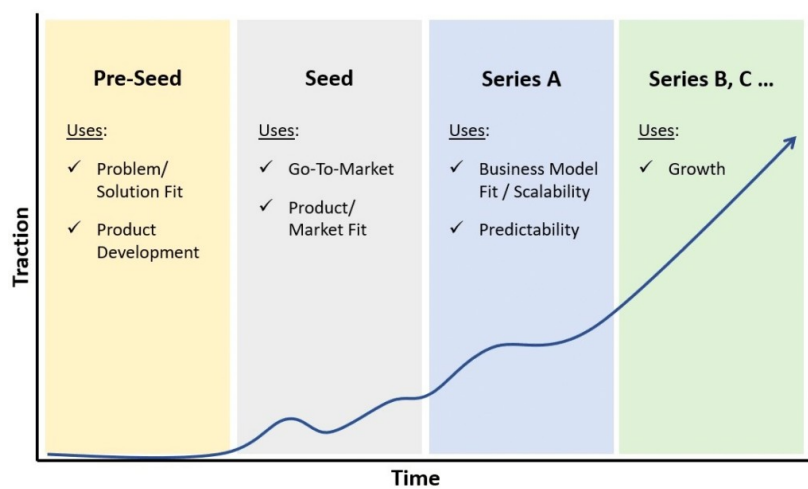 Pre-Seed
Uses:
✓ Problem/
Solution Fit
✓ Product
Development
Seed
Uses:
✓ Go-To-Market
✓ Product/
Market Fit
Series A
Uses:
✓ Business Model
Fit / Scalability
✓ Predictability
Series B, C ...
Uses:
✓ Growth
Traction
Time